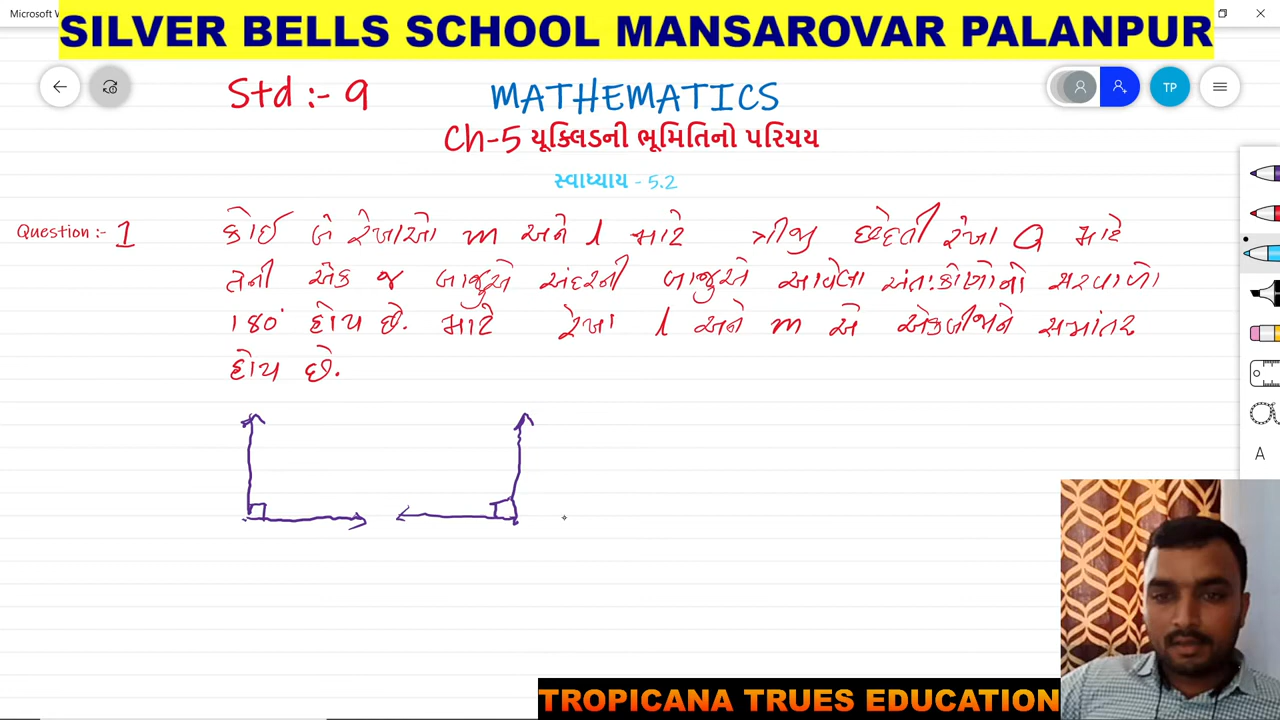 Microsoft W
SILVER BELLS SCHOOL MANSAROVAR PALANPUR
TP
Std :- 9
MATHEMATICS
Ch-5 યૂક્લિડની ભૂમિતિનો પરિચય
સ્વાધ્યાય - 5.2
Question :- 1 કોઈ બે રેખાઓ m અને l માટે ત્રીજી છેદતી રેખા Q માટે
તેની એક જ બાજુએ અંદરની બાજુએ આવેલા અંતઃકોણોનો સરવાળો
180° હોય છે. માટે રેખા l અને m એ એકબીજાને સમાંતર
હોય છે.
A
TROPICANA TRUES EDUCATION